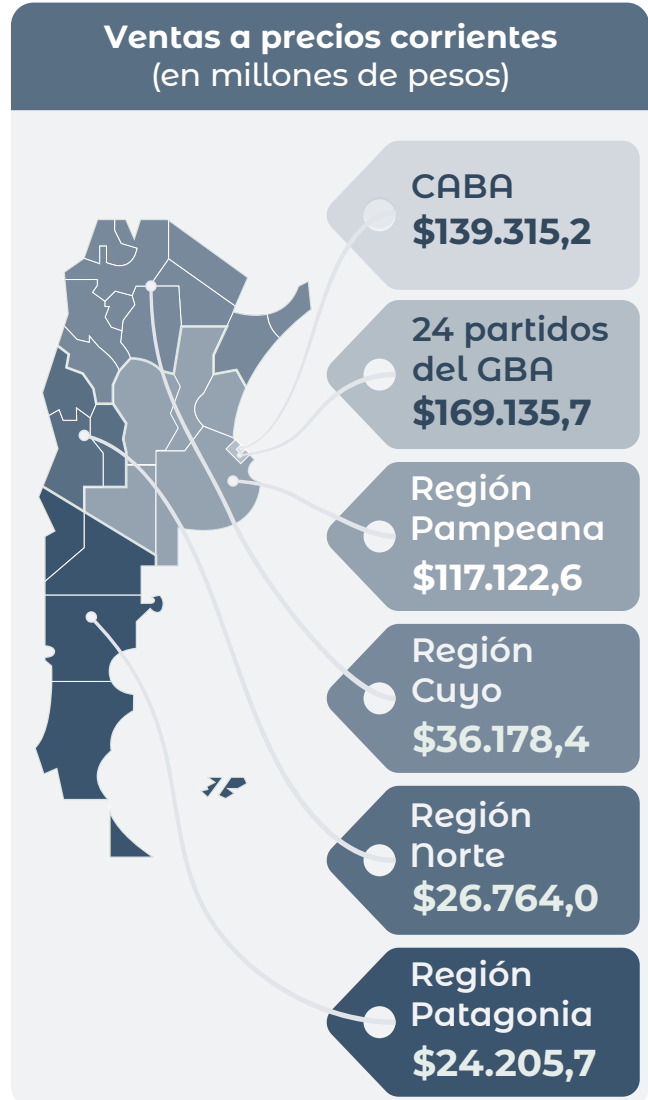 Ventas a precios corrientes
(en millones de pesos)
CABA
$139.315,2
24 partidos
del GBA
$169.135,7
Región
Pampeana
$117.122,6
Región
Cuyo
$36.178,4
Región
Norte
$26.764,0
Región
Patagonia
$24.205,7